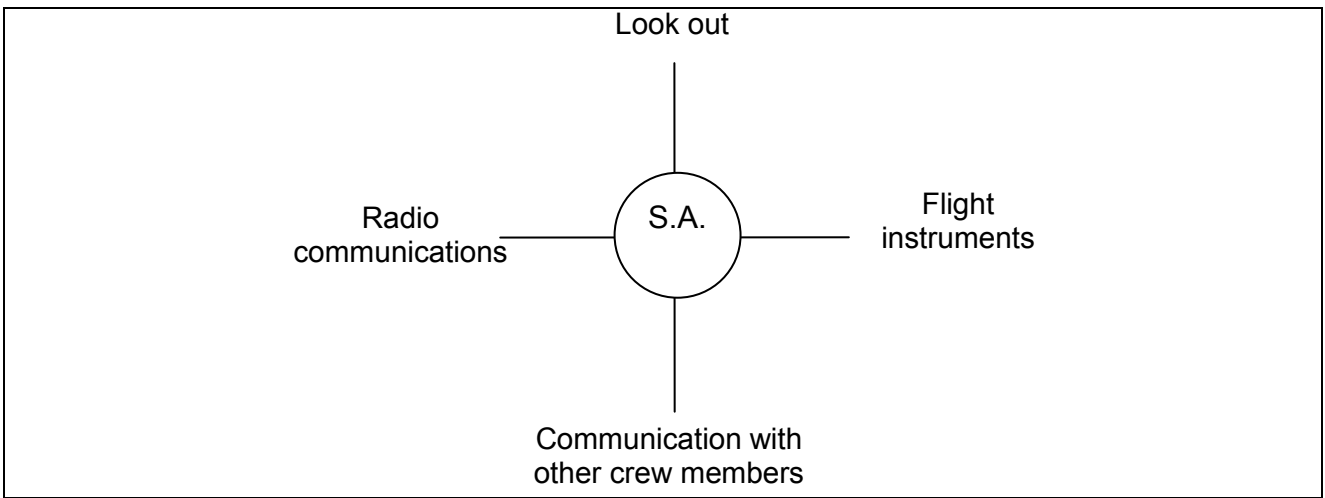 Look out
Radio
communications
S.A.
Flight
instruments
Communication with
other crew members